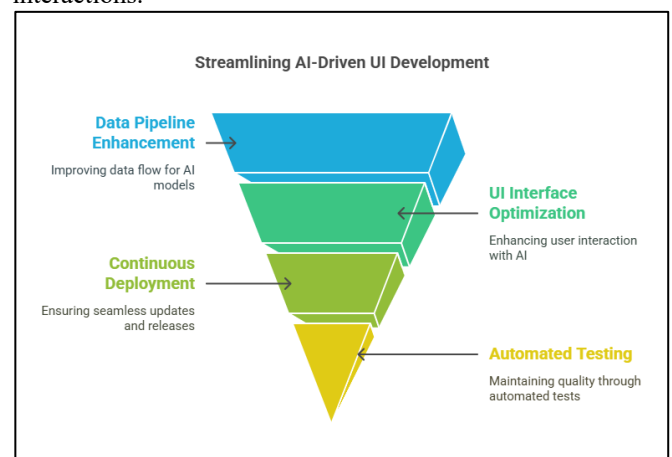 interactions.
Streamlining AI-Driven UI Development
Data Pipeline
Enhancement
Improving data flow for AI
models
UI Interface
Optimization
Enhancing user interaction
with AI
Continuous
Deployment
Ensuring seamless updates
and releases
Automated Testing
Maintaining quality through
automated tests